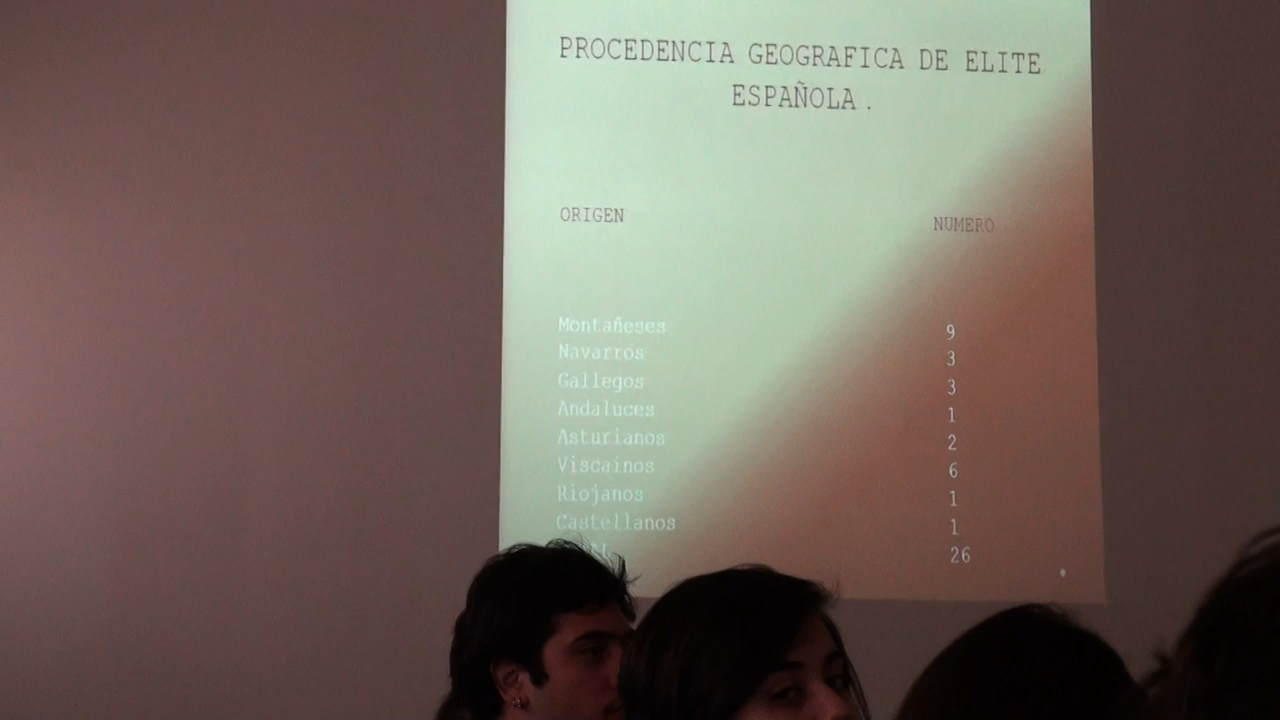 PROCEDENCIA GEOGRAFICA DE ELITE
ESPAÑOLA.
ORIGEN NUMERO
Montañeses 9
Navarros 3
Gallegos 3
Andaluces 1
Asturianos 2
Viscainos 6
Riojanos 1
Castellanos 1
26